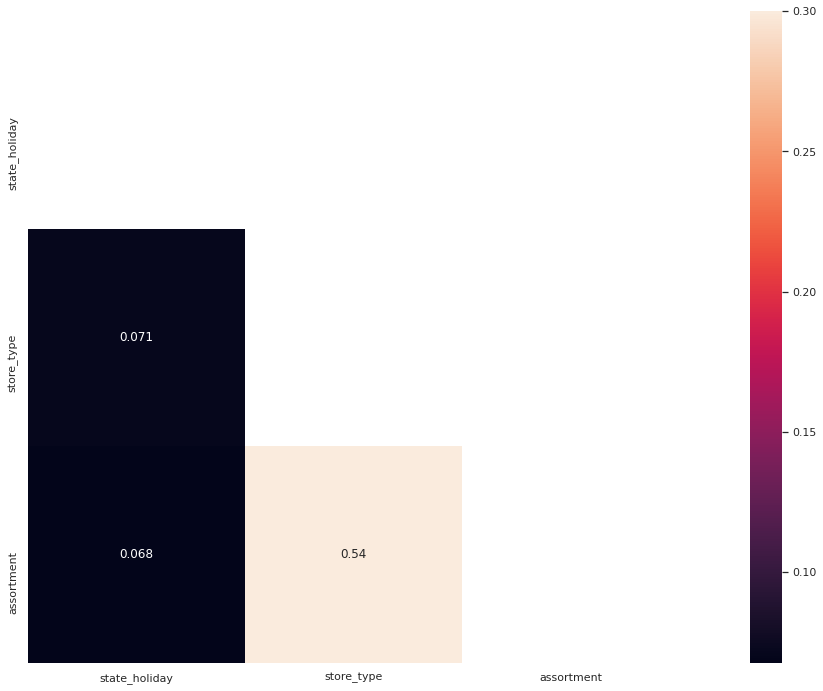 0.30
state_holiday
0.25
0.20
0.071
store_type
0.15
0.10
0.068
0.54
assortment
state_holiday
store_type
assortment